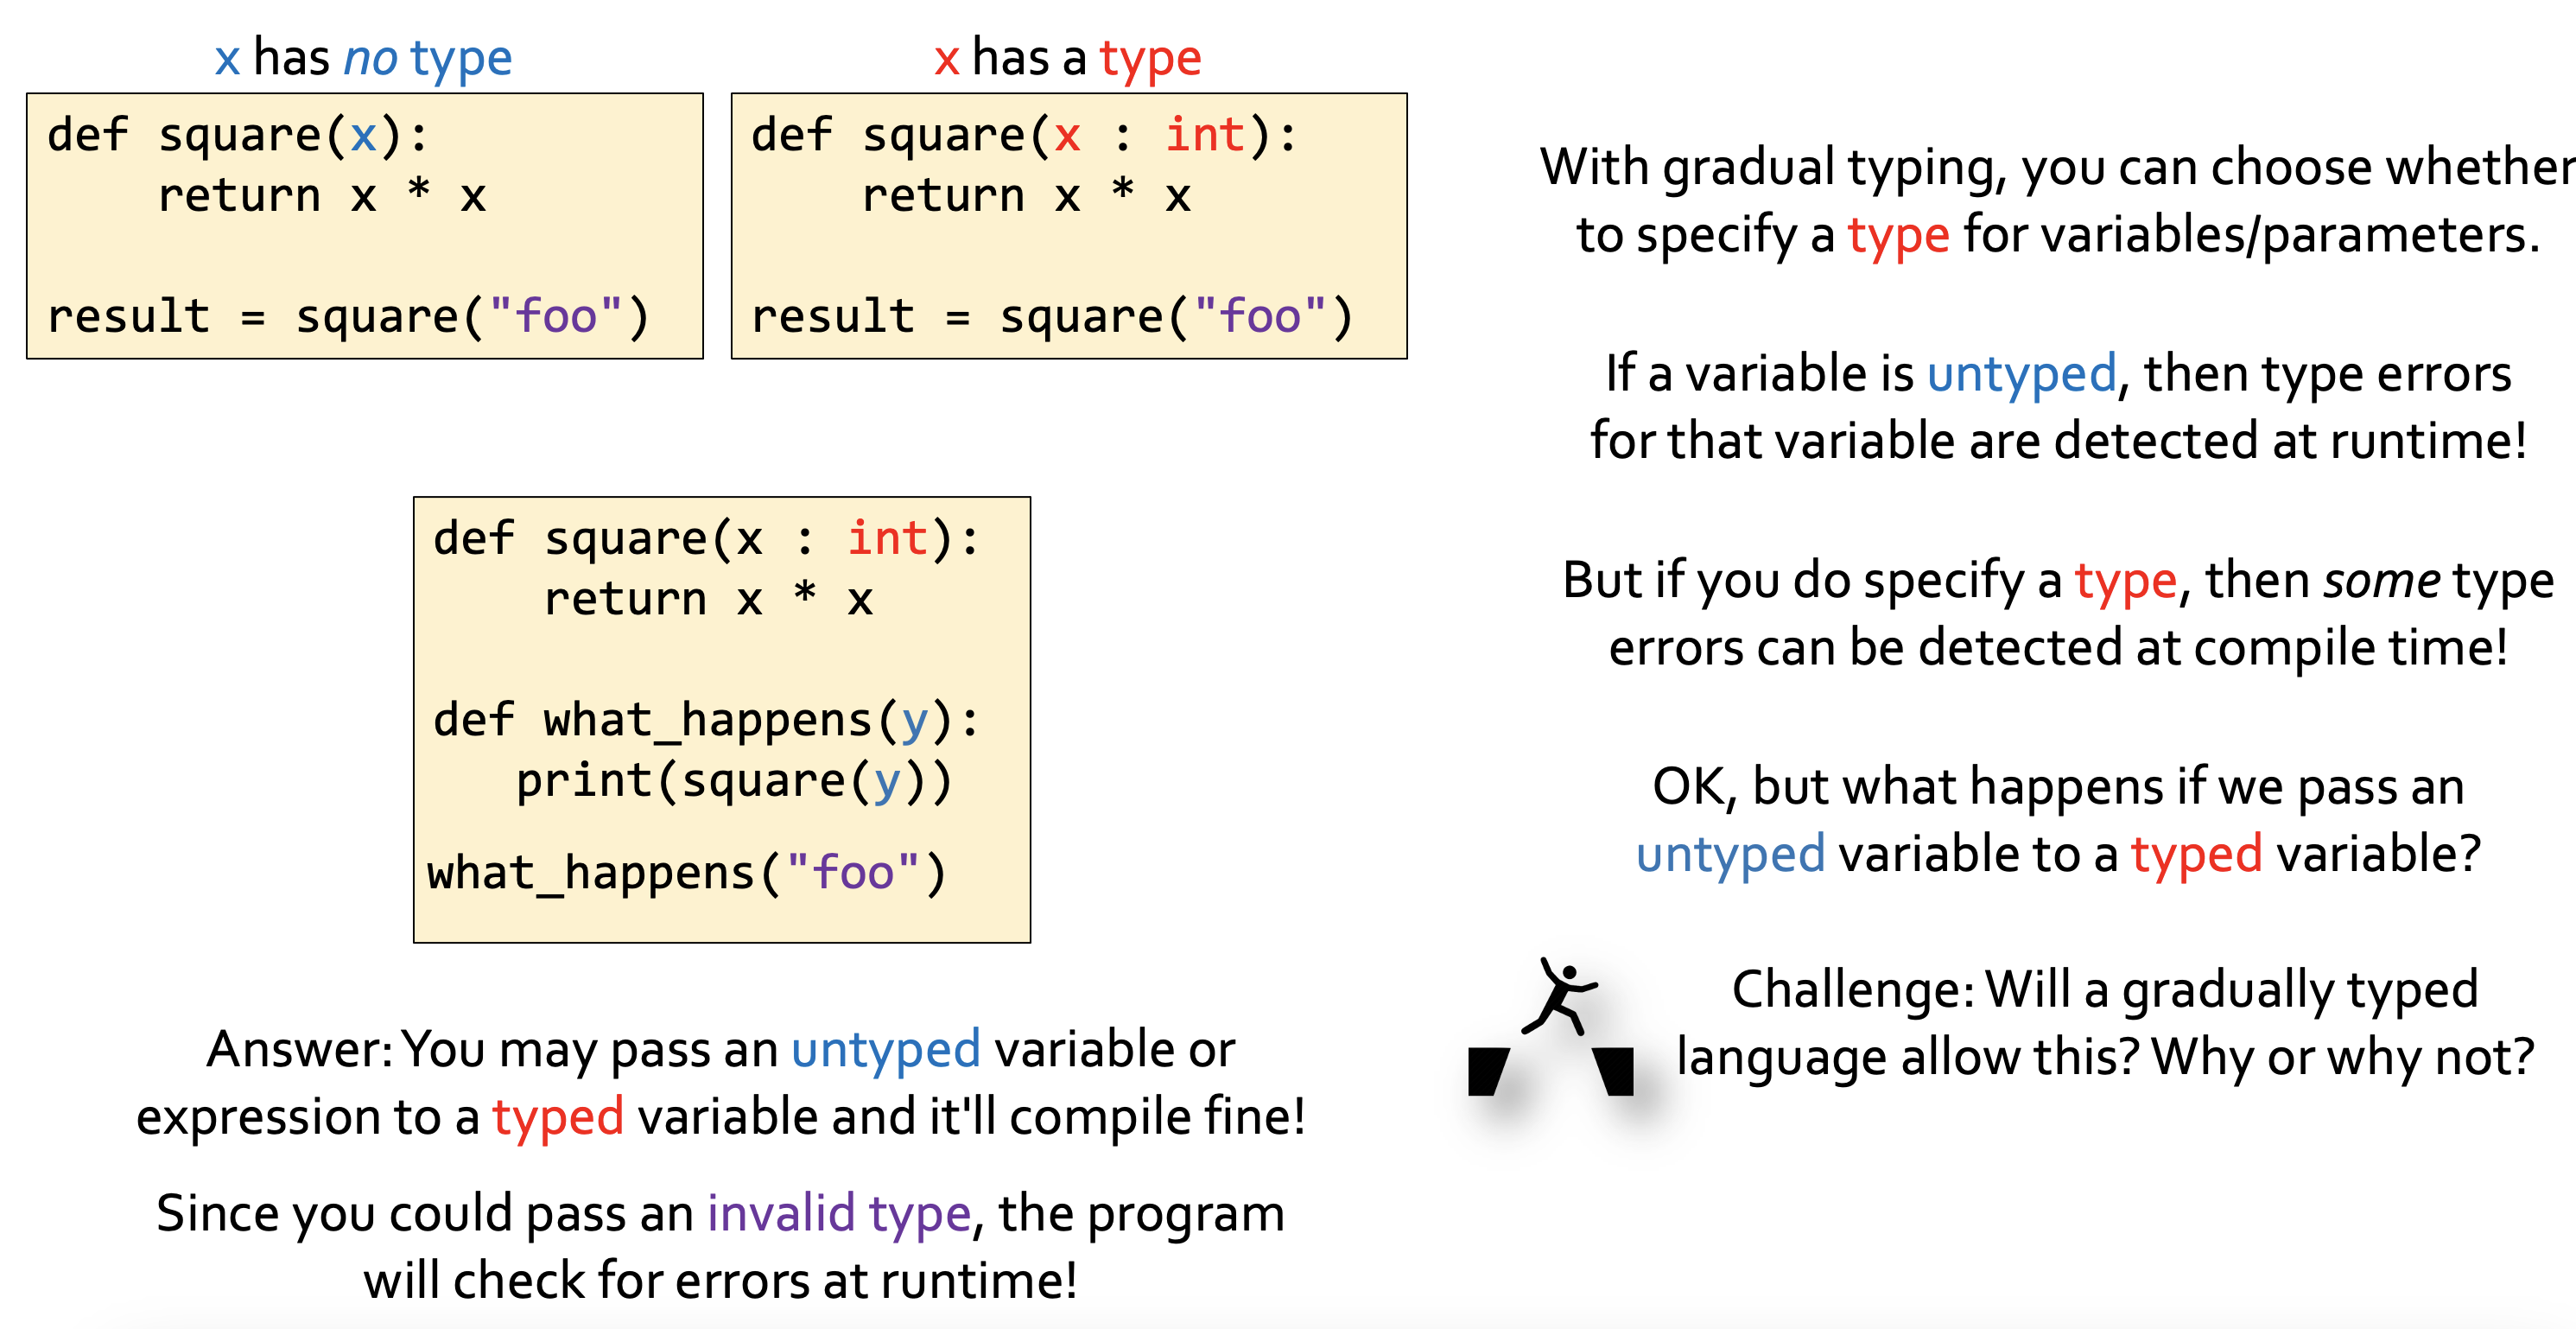 x has no type
def square(x):
    return x * x
result = square("foo")
x has a type
def square(x : int):
    return x * x
result = square("foo")
def square(x : int):
    return x * x
def what_happens(y):
   print(square(y))
what_happens("foo")
Answer: You may pass an untyped variable or
expression to a typed variable and it'll compile fine!
Since you could pass an invalid type, the program
will check for errors at runtime!
With gradual typing, you can choose whether
to specify a type for variables/parameters.
If a variable is untyped, then type errors
for that variable are detected at runtime!
But if you do specify a type, then some type
errors can be detected at compile time!
OK, but what happens if we pass an
untyped variable to a typed variable?
Challenge: Will a gradually typed
language allow this? Why or why not?